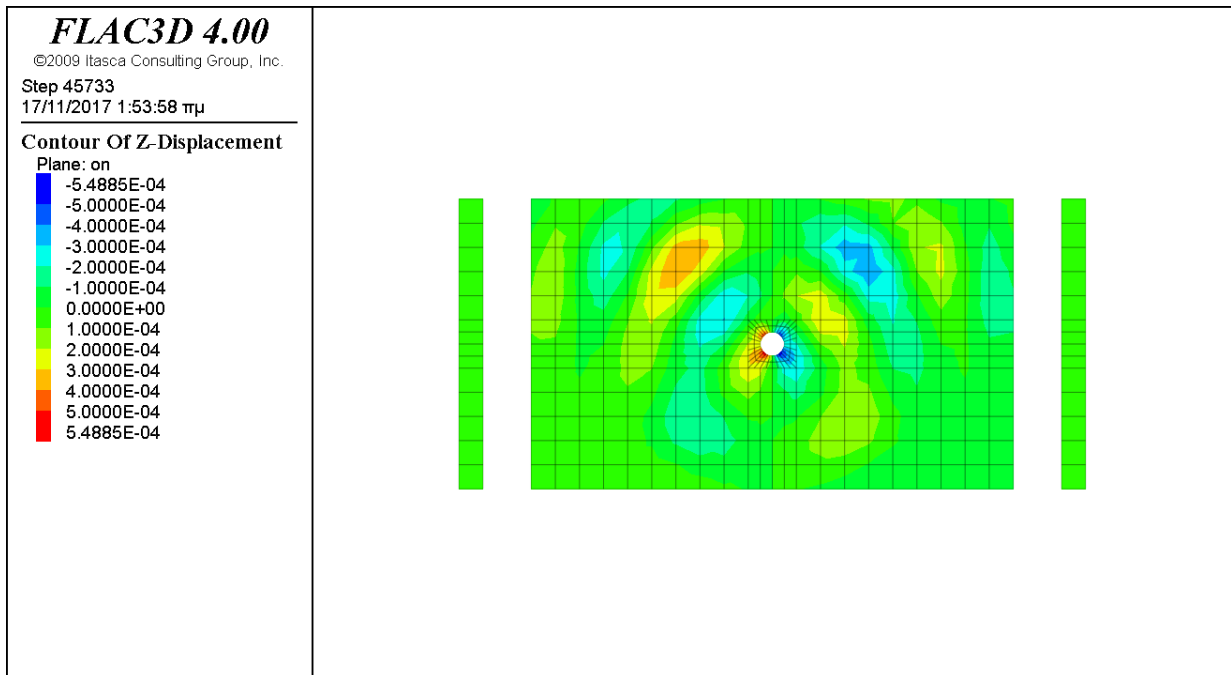 FLAC3D 4.00
©2009 Itasca Consulting Group, Inc.
Step 45733
17/11/2017 1:53:58 πμ
Contour Of Z-Displacement
Plane: on
-5.4885E-04
-5.0000E-04
-4.0000E-04
-3.0000E-04
-2.0000E-04
-1.0000E-04
0.0000E+00
1.0000E-04
2.0000E-04
3.0000E-04
4.0000E-04
5.0000E-04
5.4885E-04